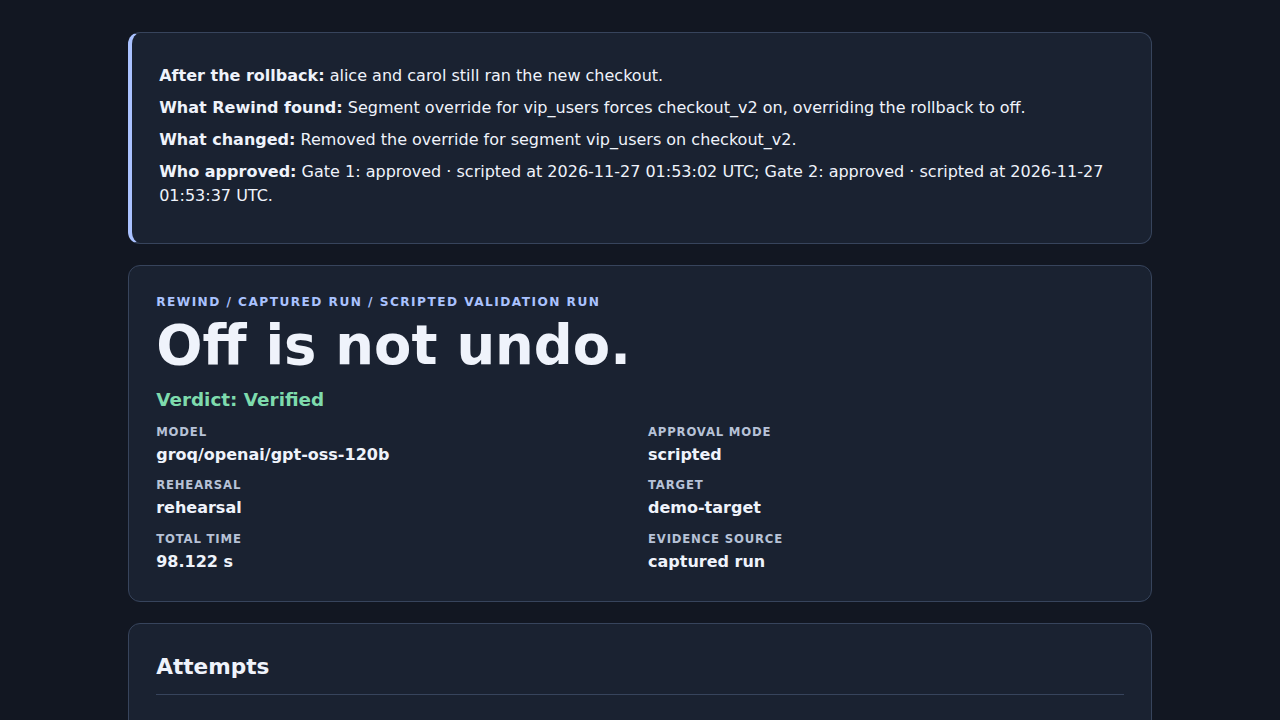 After the rollback: alice and carol still ran the new checkout.
What Rewind found: Segment override for vip_users forces checkout_v2 on, overriding the rollback to off.
What changed: Removed the override for segment vip_users on checkout_v2.
Who approved: Gate 1: approved · scripted at 2026-11-27 01:53:02 UTC; Gate 2: approved · scripted at 2026-11-27
01:53:37 UTC.
REWIND / CAPTURED RUN / SCRIPTED VALIDATION RUN
Off is not undo.
Verdict: Verified
MODEL
groq/openai/gpt-oss-120b
APPROVAL MODE
scripted
REHEARSAL
rehearsal
TARGET
demo-target
TOTAL TIME
98.122 s
EVIDENCE SOURCE
captured run
Attempts